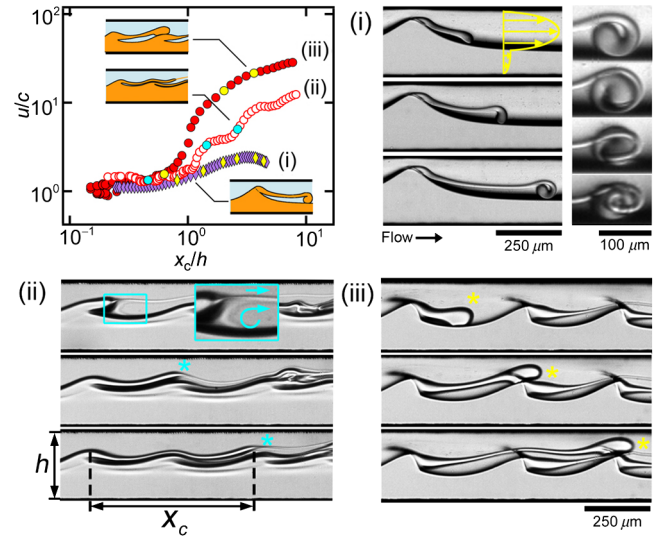 u/c
10²
10¹
10⁰
10⁻¹
10⁰
10¹
x_c/h
(iii)
(ii)
(i)
(i)
Flow
250 μm
100 μm
(ii)
*
*
h
x_c
(iii)
*
*
*
250 μm